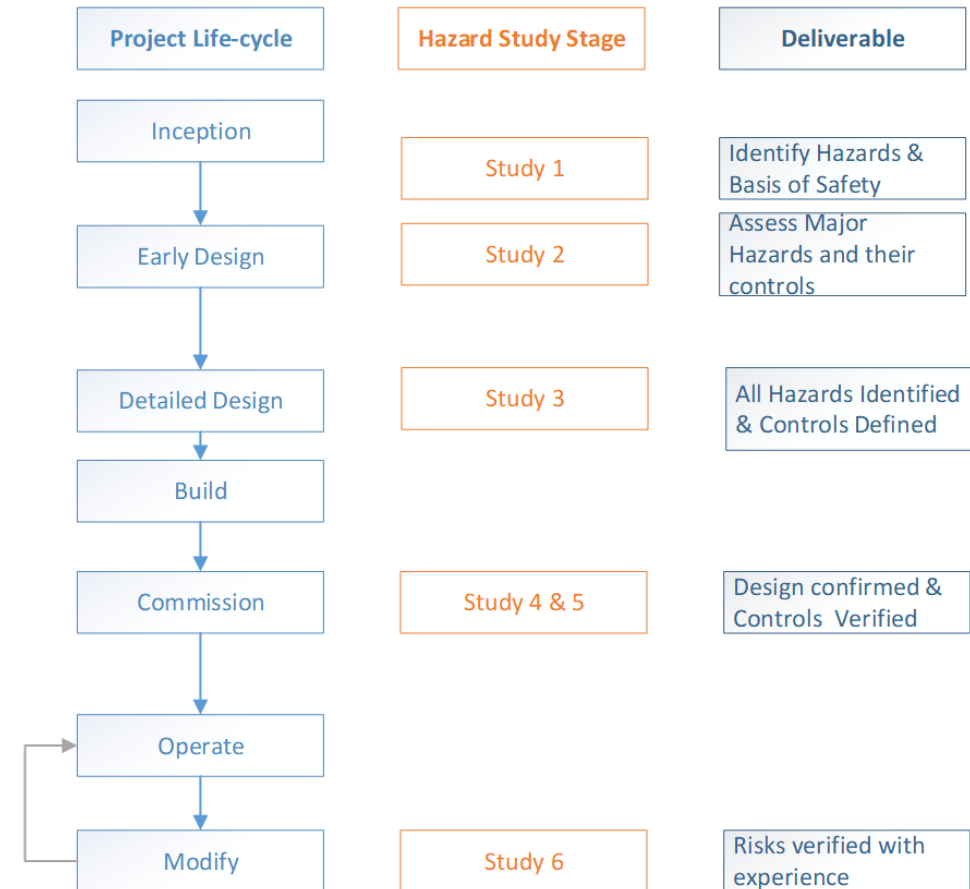 Project Life-cycle
Hazard Study Stage
Deliverable
Inception
Study 1
Identify Hazards &
Basis of Safety
Early Design
Study 2
Assess Major
Hazards and their
controls
Detailed Design
Study 3
All Hazards Identified
& Controls Defined
Build
Commission
Study 4 & 5
Design confirmed &
Controls Verified
Operate
Modify
Study 6
Risks verified with
experience